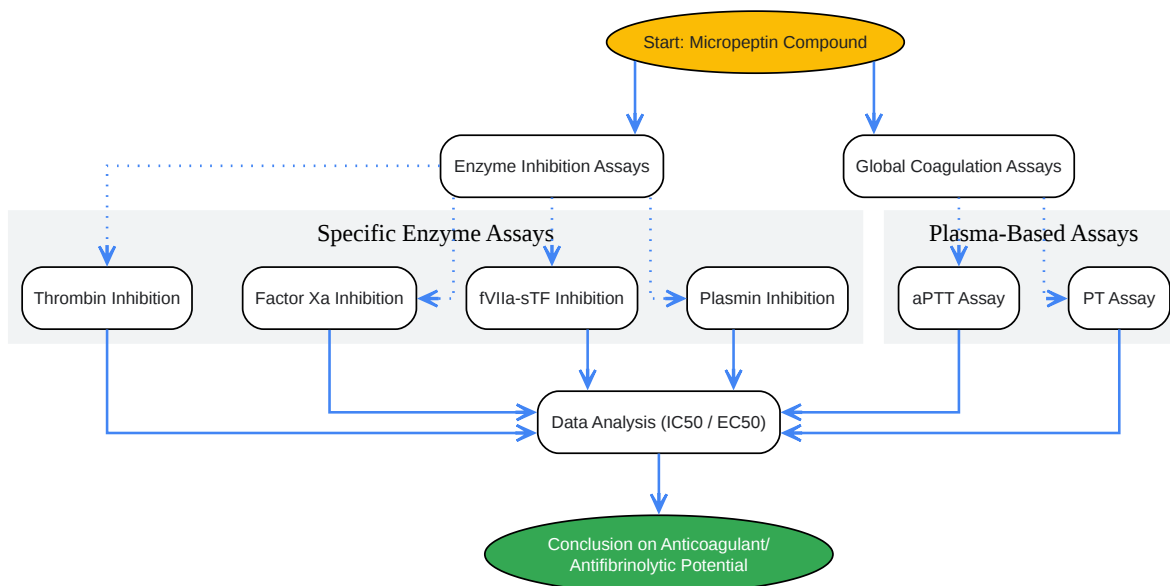 Start: Micropeptin Compound
Enzyme Inhibition Assays
Global Coagulation Assays
Specific Enzyme Assays
Plasma-Based Assays
Thrombin Inhibition
Factor Xa Inhibition
fVIIa-sTF Inhibition
Plasmin Inhibition
aPTT Assay
PT Assay
Data Analysis (IC50 / EC50)
Conclusion on Anticoagulant/
Antifibrinolytic Potential